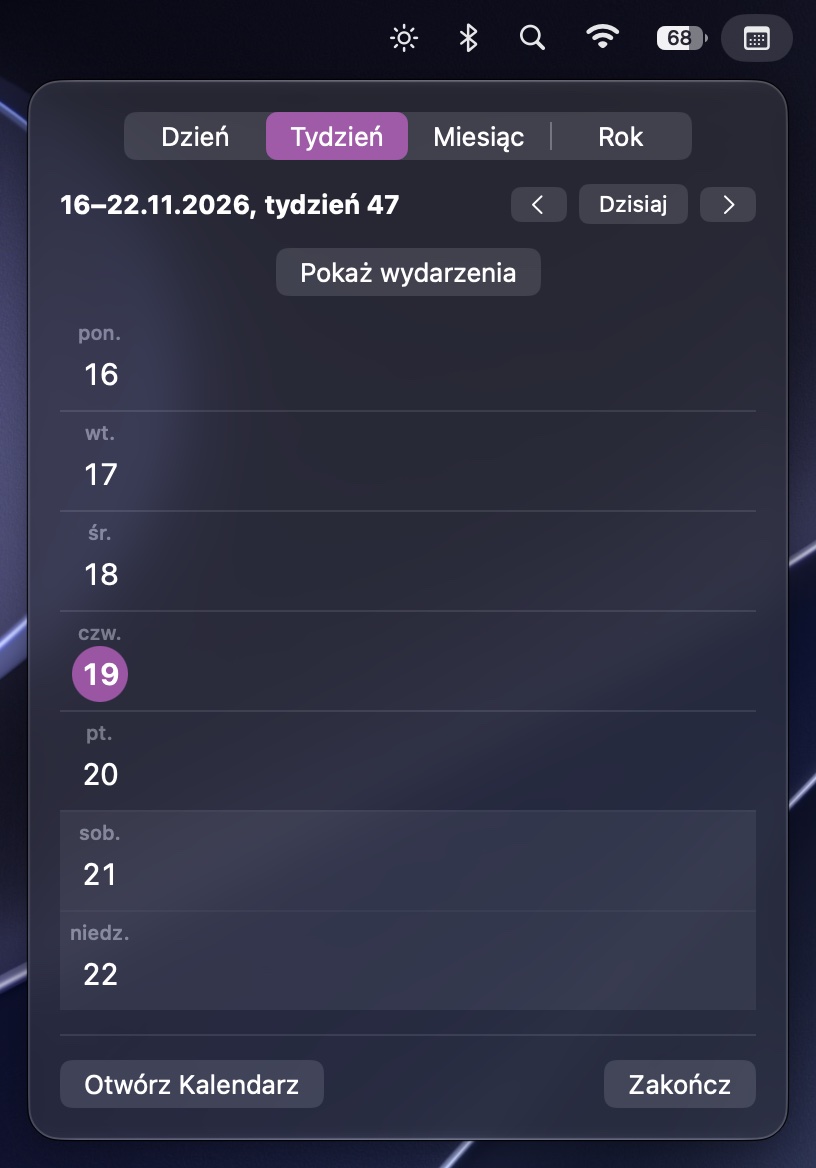 68
Dzień Tydzień Miesiąc Rok
16–22.11.2026, tydzień 47 Dzisiaj
Pokaż wydarzenia
pon.
16
wt.
17
śr.
18
czw.
19
pt.
20
sob.
21
niedz.
22
Otwórz Kalendarz Zakończ